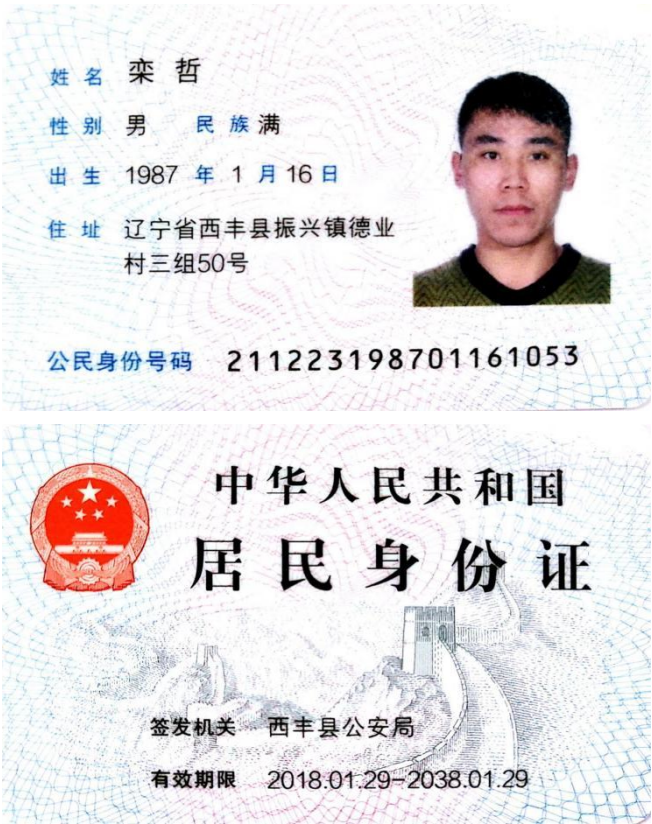 姓名 栾哲
性别 男 民族 满
出生 1987 年 1 月 16 日
住址 辽宁省西丰县振兴镇德业
村三组50号
公民身份号码 211223198701161053
中华人民共和国
居民身份证
签发机关 西丰县公安局
有效期限 2018.01.29-2038.01.29